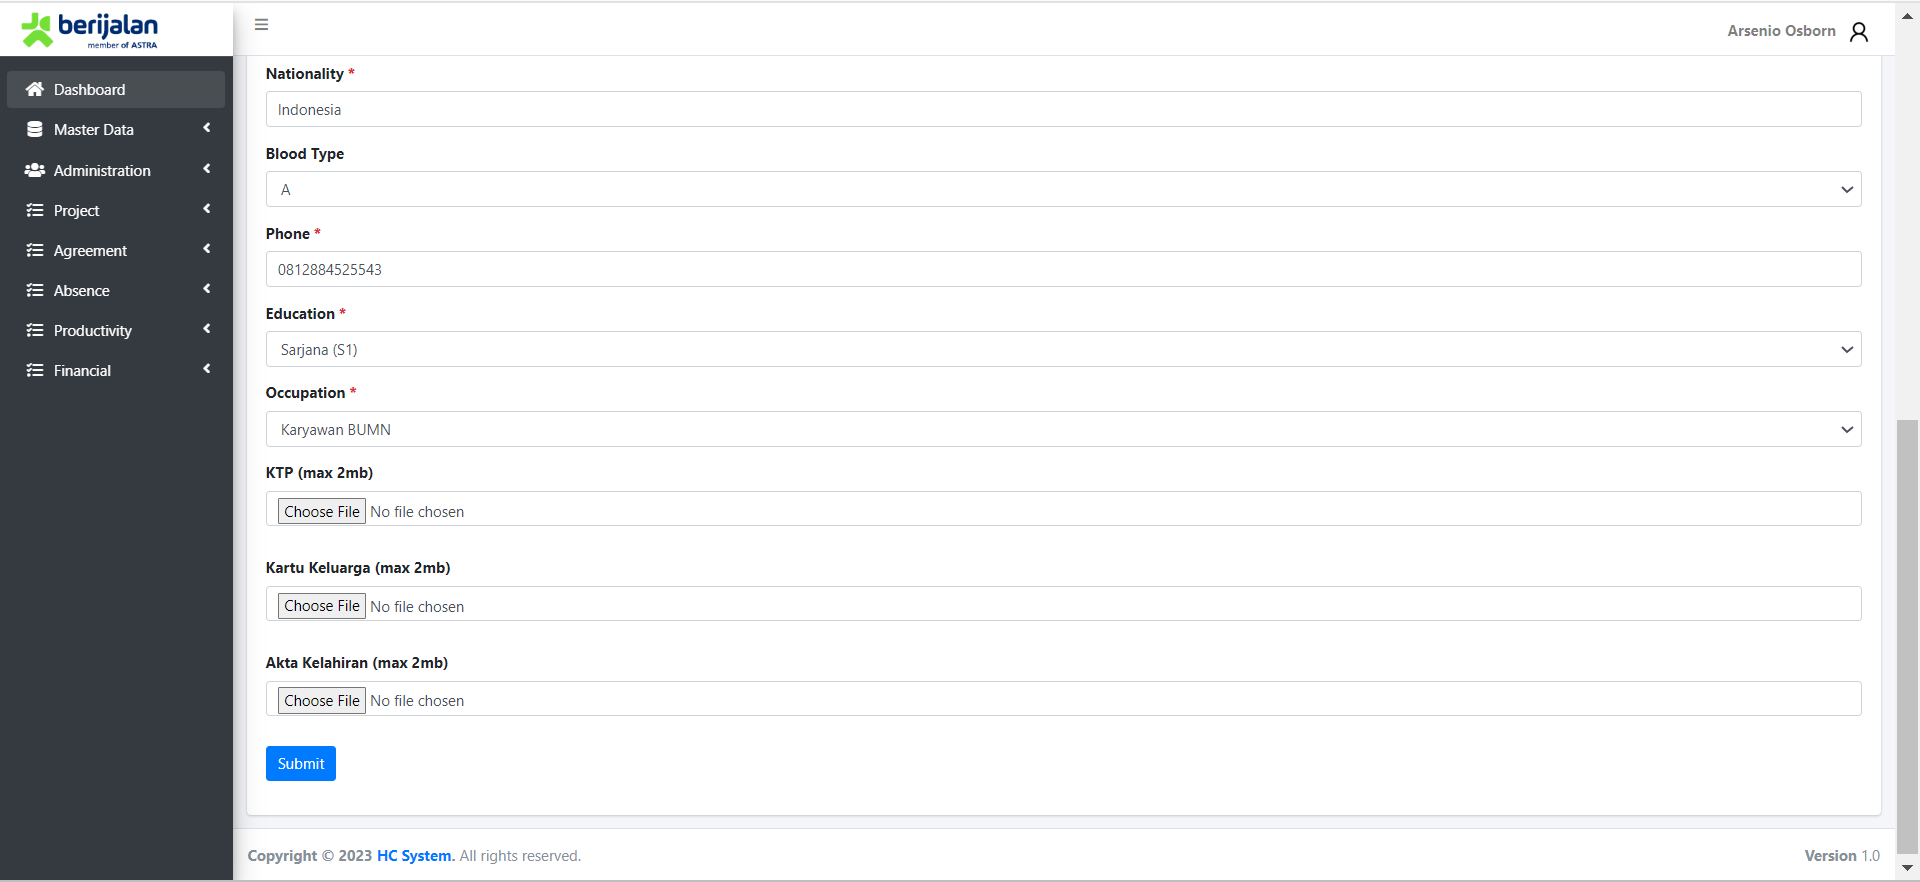 berijalan
member of ASTRA
Arsenio Osborn
Dashboard
Master Data
Administration
Project
Agreement
Absence
Productivity
Financial
Nationality *
Indonesia
Blood Type
A
Phone *
0812884525543
Education *
Sarjana (S1)
Occupation *
Karyawan BUMN
KTP (max 2mb)
Choose File No file chosen
Kartu Keluarga (max 2mb)
Choose File No file chosen
Akta Kelahiran (max 2mb)
Choose File No file chosen
Submit
Copyright © 2023 HC System. All rights reserved.
Version 1.0